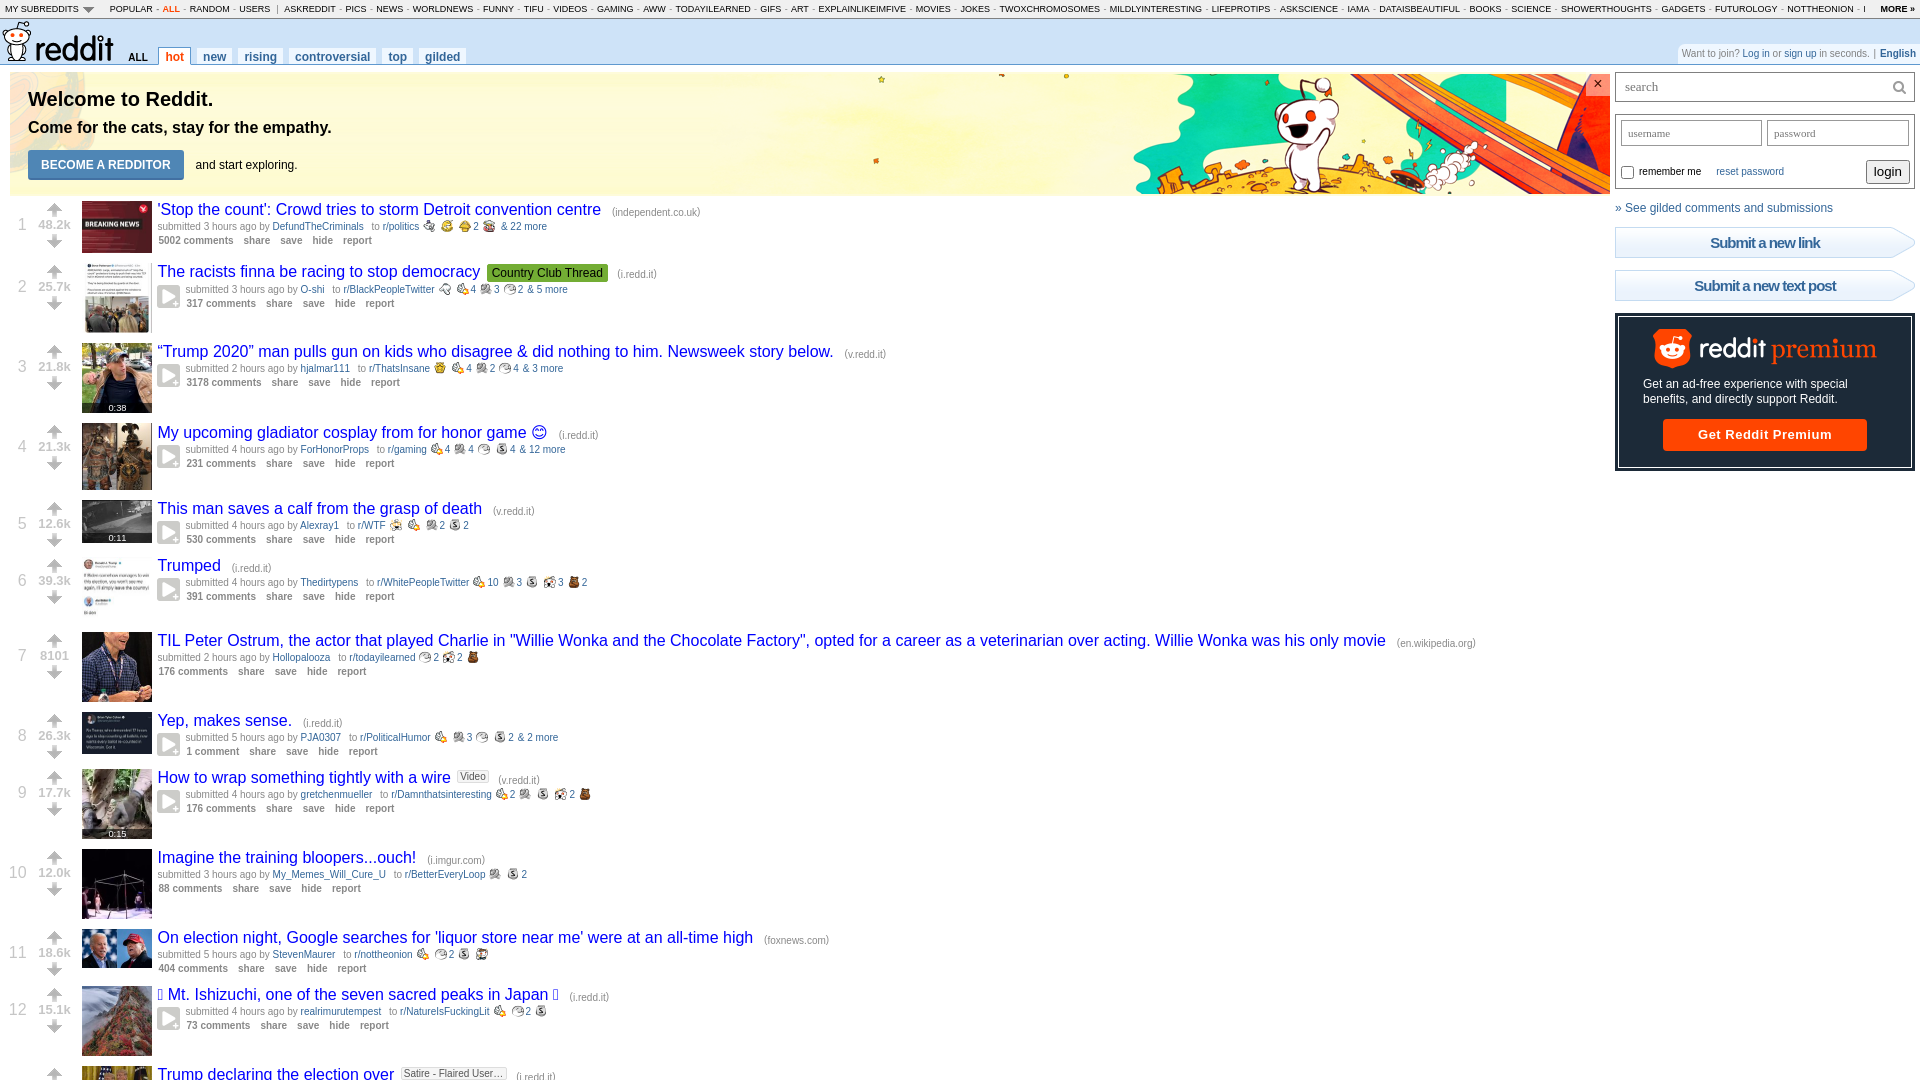 MY SUBREDDITS POPULAR - ALL - RANDOM - USERS | ASKREDDIT - PICS - NEWS - WORLDNEWS - FUNNY - TIFU - VIDEOS - GAMING - AWW - TODAYILEARNED - GIFS - ART - EXPLAINLIKEIMFIVE - MOVIES - JOKES - TWOXCHROMOSOMES - MILDLYINTERESTING - LIFEPROTIPS - ASKSCIENCE - IAMA - DATAISBEAUTIFUL - BOOKS - SCIENCE - SHOWERTHOUGHTS - GADGETS - FUTUROLOGY - NOTTHEONION - MORE »
reddit ALL hot new rising controversial top gilded
Want to join? Log in or sign up in seconds. | English
Welcome to Reddit.
Come for the cats, stay for the empathy.
BECOME A REDDITOR and start exploring.
×
1
48.2k
BREAKING NEWS
'Stop the count': Crowd tries to storm Detroit convention centre (independent.co.uk)
submitted 3 hours ago by DefundTheCriminals to r/politics 2 & 22 more
5002 comments share save hide report
2
25.7k
The racists finna be racing to stop democracy Country Club Thread (i.redd.it)
submitted 3 hours ago by O-shi to r/BlackPeopleTwitter 4 3 2 & 5 more
317 comments share save hide report
3
21.8k
0:38
“Trump 2020” man pulls gun on kids who disagree & did nothing to him. Newsweek story below. (v.redd.it)
submitted 2 hours ago by hjalmar111 to r/ThatsInsane 4 2 4 & 3 more
3178 comments share save hide report
4
21.3k
My upcoming gladiator cosplay from for honor game 😊 (i.redd.it)
submitted 4 hours ago by ForHonorProps to r/gaming 4 4 4 & 12 more
231 comments share save hide report
5
12.6k
0:11
This man saves a calf from the grasp of death (v.redd.it)
submitted 4 hours ago by Alexray1 to r/WTF 2 2
530 comments share save hide report
6
39.3k
Trumped (i.redd.it)
submitted 4 hours ago by Thedirtypens to r/WhitePeopleTwitter 10 3 3 2
391 comments share save hide report
7
8101
TIL Peter Ostrum, the actor that played Charlie in "Willie Wonka and the Chocolate Factory", opted for a career as a veterinarian over acting. Willie Wonka was his only movie (en.wikipedia.org)
submitted 2 hours ago by Hollopalooza to r/todayilearned 2 2
176 comments share save hide report
8
26.3k
Yep, makes sense. (i.redd.it)
submitted 5 hours ago by PJA0307 to r/PoliticalHumor 3 2 & 2 more
1 comment share save hide report
9
17.7k
0:15
How to wrap something tightly with a wire Video (v.redd.it)
submitted 4 hours ago by gretchenmueller to r/Damnthatsinteresting 2 2
176 comments share save hide report
10
12.0k
Imagine the training bloopers...ouch! (i.imgur.com)
submitted 3 hours ago by My_Memes_Will_Cure_U to r/BetterEveryLoop 2
88 comments share save hide report
11
18.6k
On election night, Google searches for 'liquor store near me' were at an all-time high (foxnews.com)
submitted 5 hours ago by StevenMaurer to r/nottheonion 2
404 comments share save hide report
12
15.1k
Mt. Ishizuchi, one of the seven sacred peaks in Japan (i.redd.it)
submitted 4 hours ago by realrimurutempest to r/NatureIsFuckingLit 2
73 comments share save hide report
Trump declaring the election over Satire - Flaired User… (i.redd.it)
search
username password
remember me reset password login
» See gilded comments and submissions
Submit a new link
Submit a new text post
reddit premium
Get an ad-free experience with special
benefits, and directly support Reddit.
Get Reddit Premium